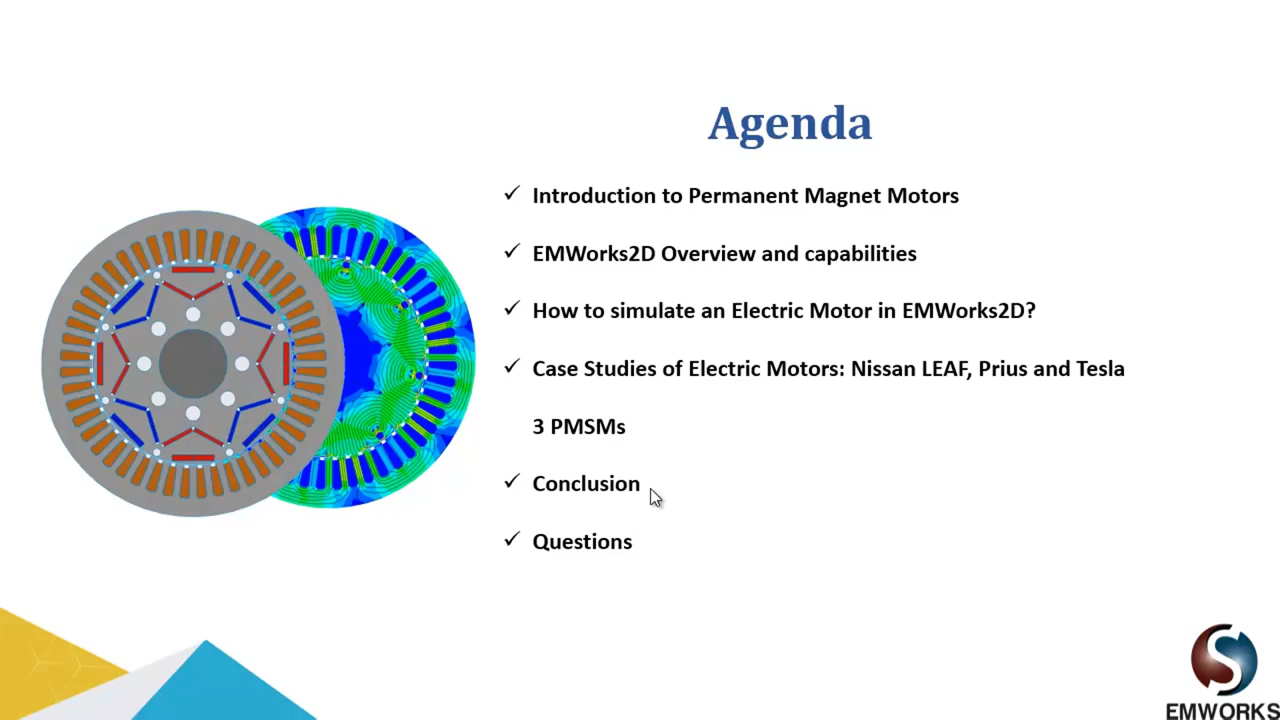 Agenda
✓ Introduction to Permanent Magnet Motors
✓ EMWorks2D Overview and capabilities
✓ How to simulate an Electric Motor in EMWorks2D?
✓ Case Studies of Electric Motors: Nissan LEAF, Prius and Tesla
3 PMSMs
✓ Conclusion
✓ Questions
EMWORKS